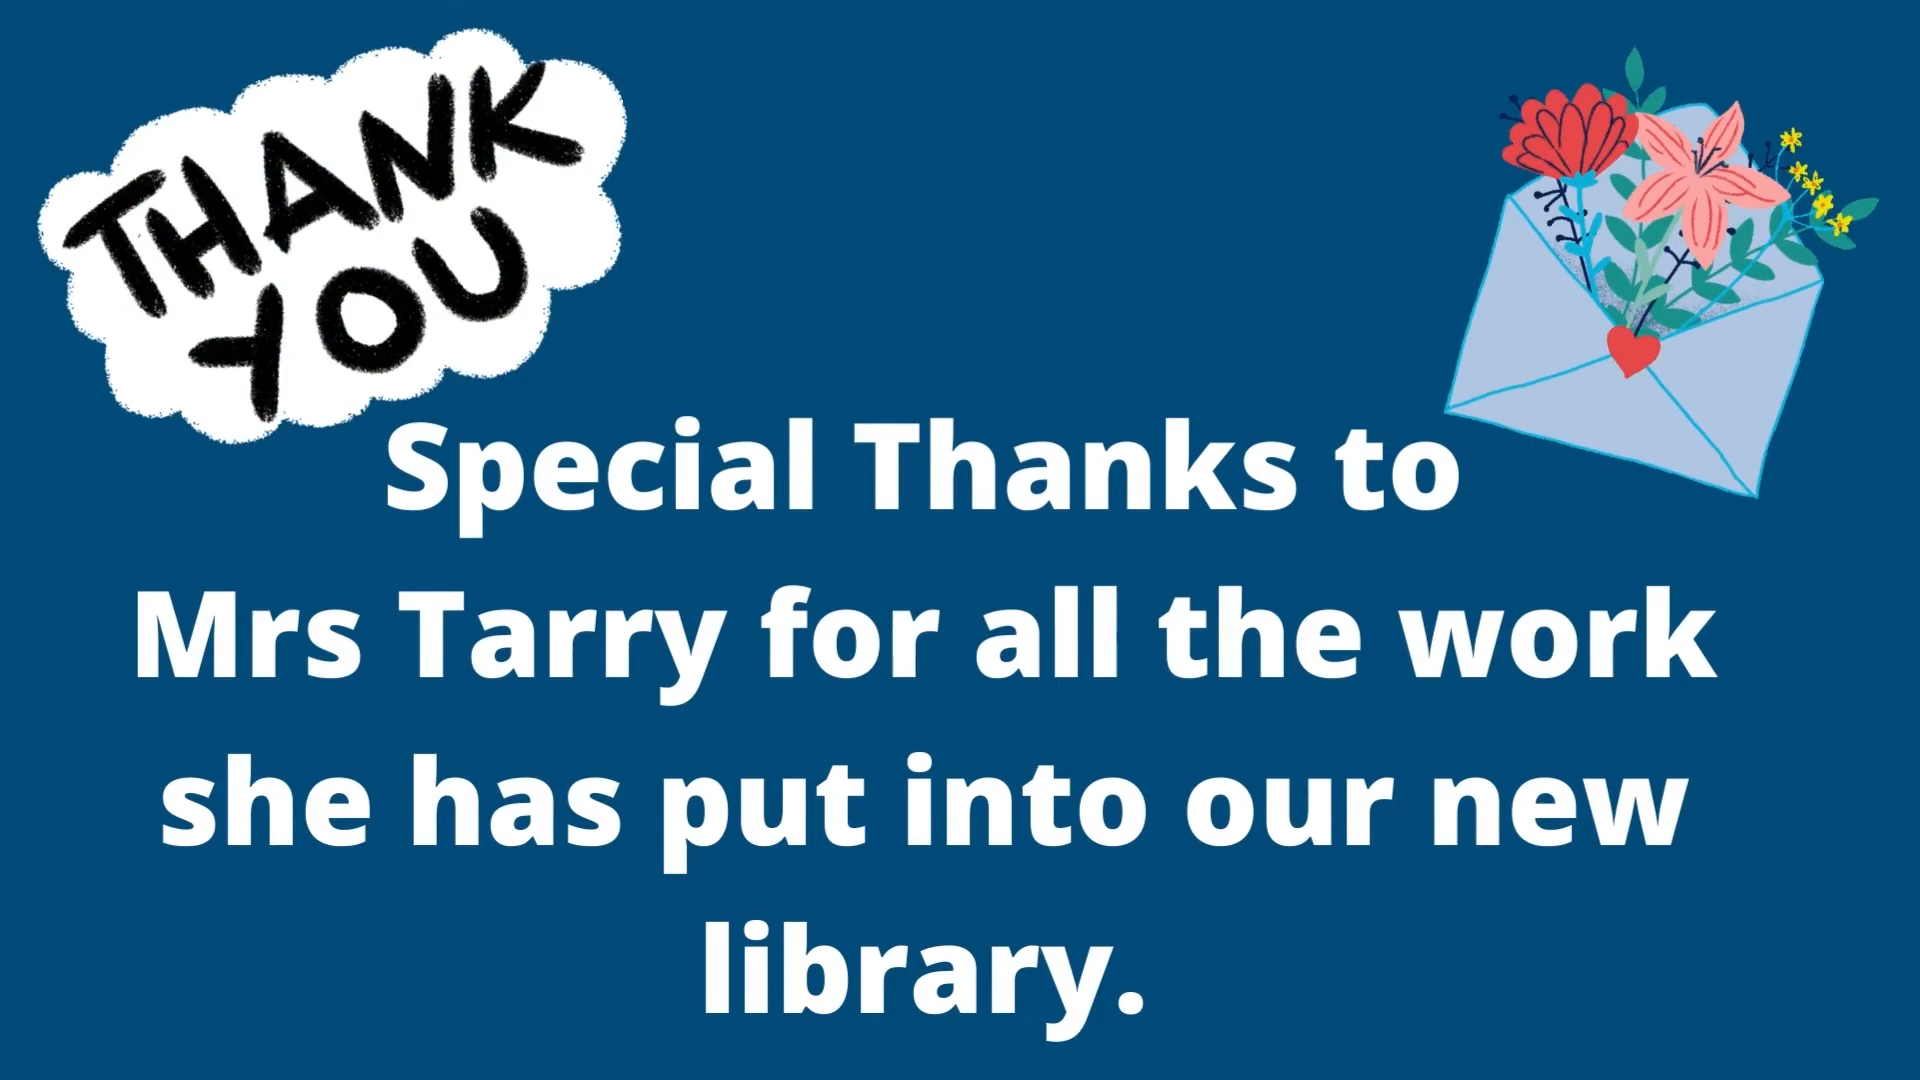 THANK
YOU
Special Thanks to
Mrs Tarry for all the work
she has put into our new
library.